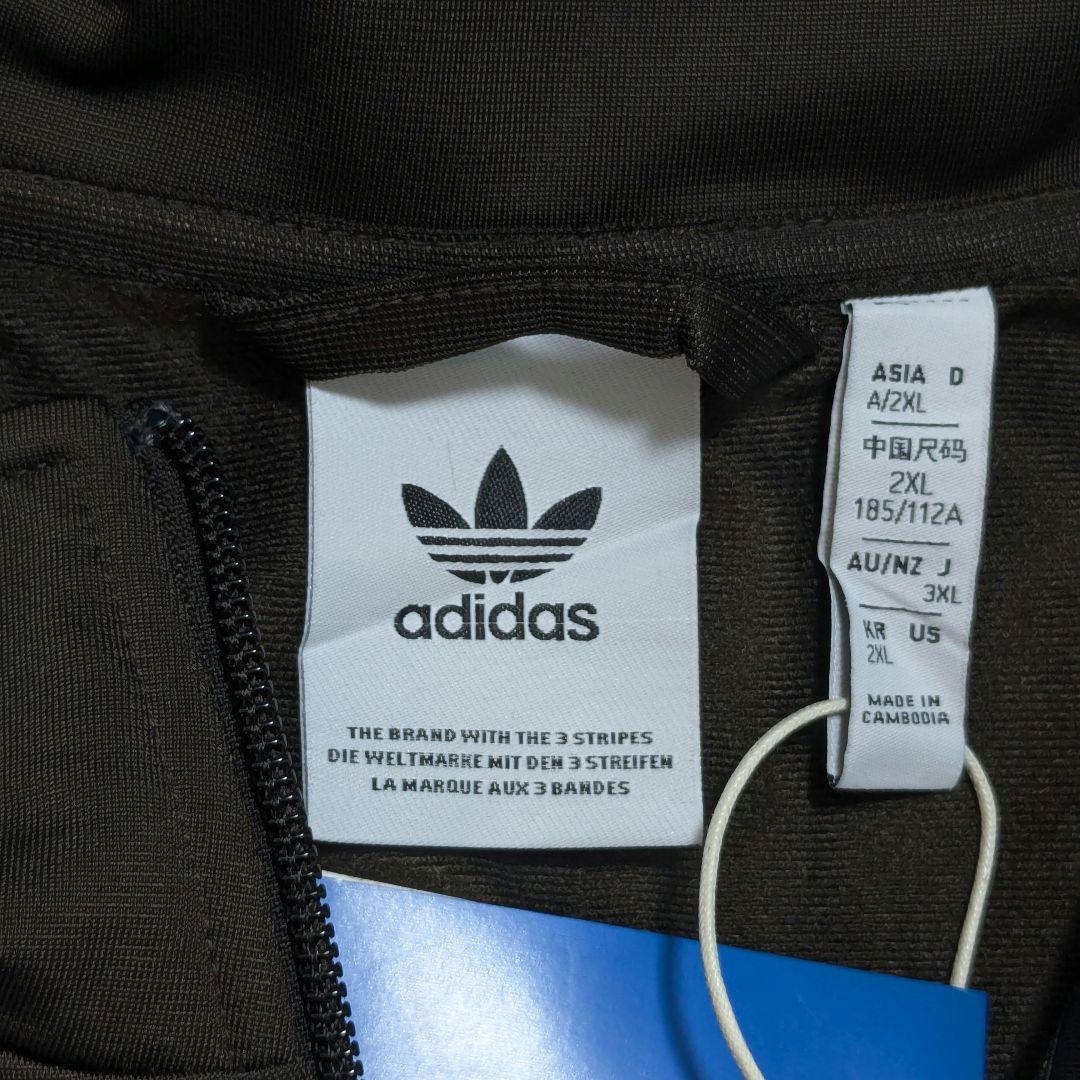 adidas
THE BRAND WITH THE 3 STRIPES
DIE WELTMARKE MIT DEN 3 STREIFEN
LA MARQUE AUX 3 BANDES
ASIA D
A/2XL
中国尺码
2XL
185/112A
AU/NZ J
3XL
KR US
2XL
MADE IN
CAMBODIA